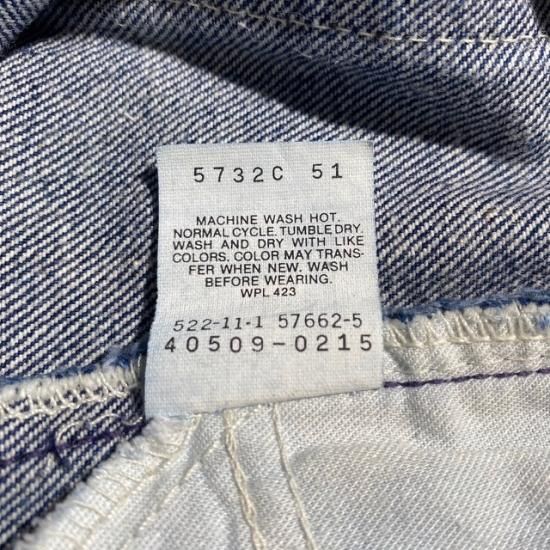 5732C 51
MACHINE WASH HOT.
NORMAL CYCLE. TUMBLE DRY.
WASH AND DRY WITH LIKE
COLORS. COLOR MAY TRANS-
FER WHEN NEW. WASH
BEFORE WEARING.
WPL 423
522-11-1 57662-5
40509-0215